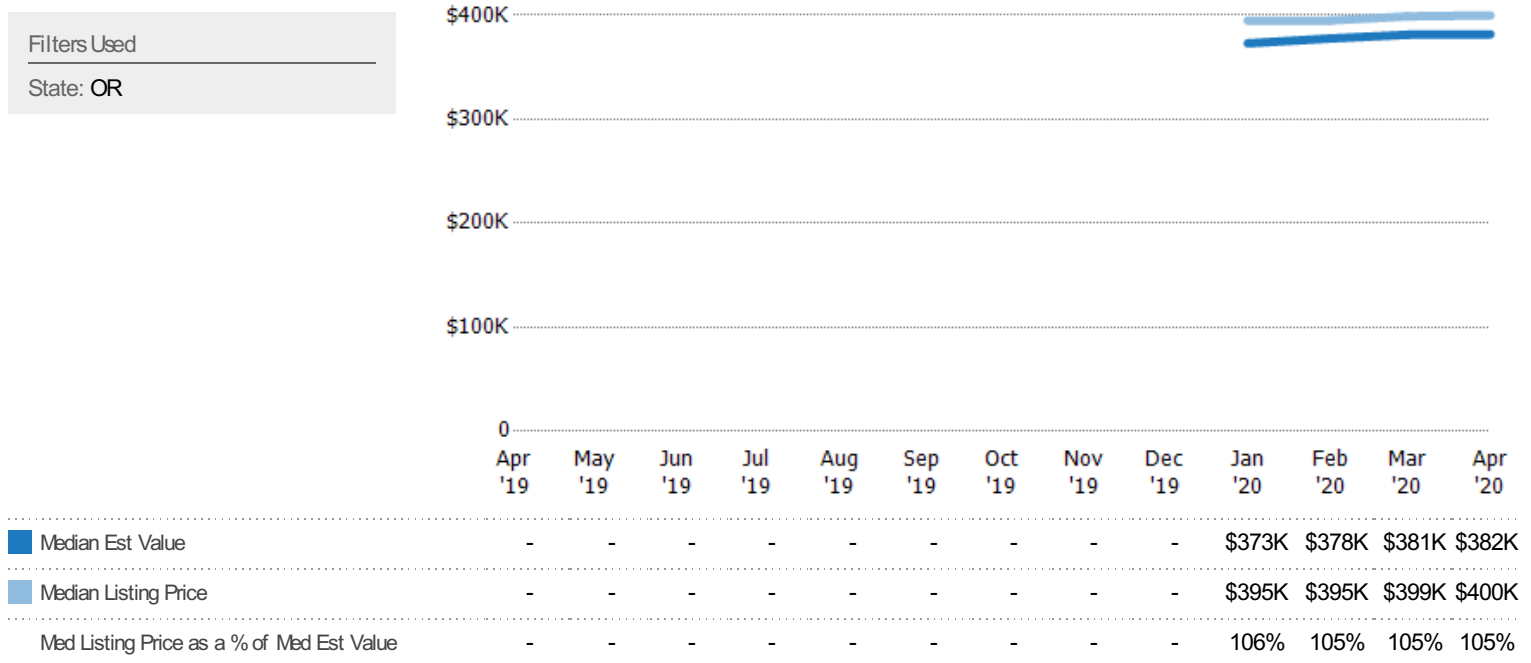 Filters Used
State: OR
$400K
$300K
$200K
$100K
0
Apr May Jun Jul Aug Sep Oct Nov Dec Jan Feb Mar Apr
'19 '19 '19 '19 '19 '19 '19 '19 '19 '20 '20 '20 '20
Median Est Value - - - - - - - - - $373K $378K $381K $382K
Median Listing Price - - - - - - - - - $395K $395K $399K $400K
Med Listing Price as a % of Med Est Value - - - - - - - - - 106% 105% 105% 105%